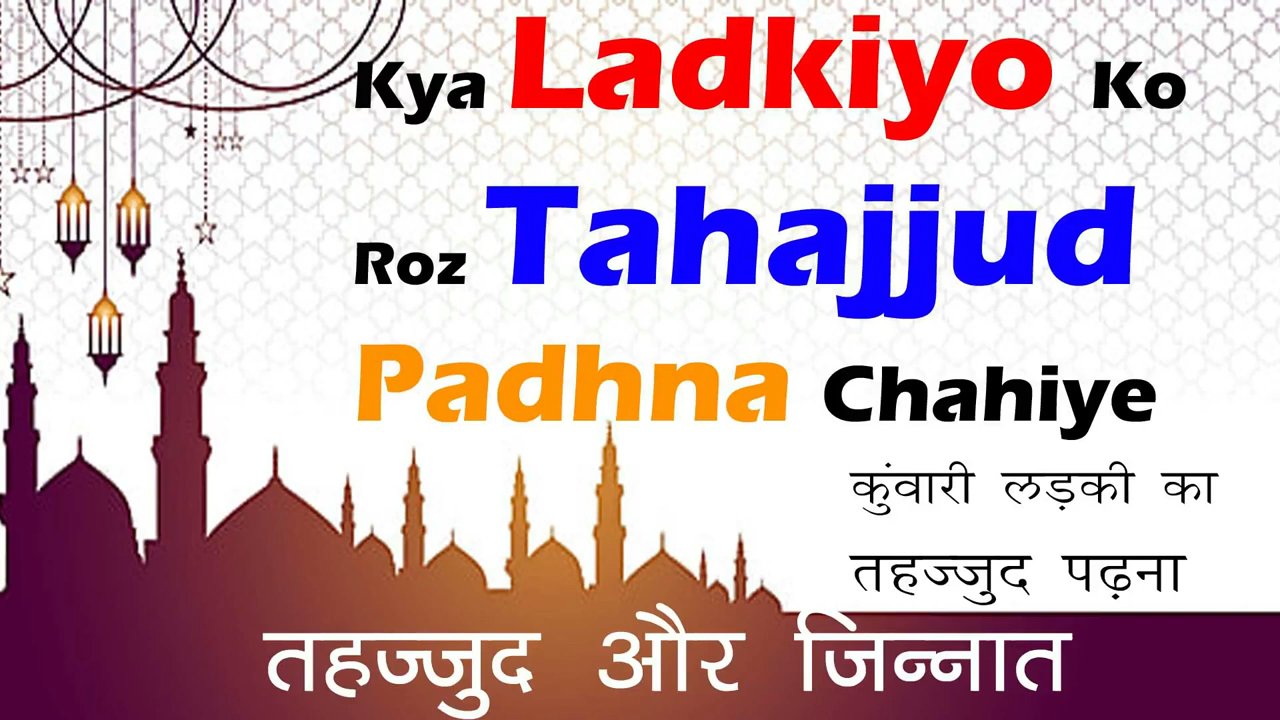 Kya Ladkiyo Ko
Roz Tahajjud
Padhna Chahiye
कुंवारी लड़की का
तहज्जुद पढ़ना
तहज्जुद और जिन्नात